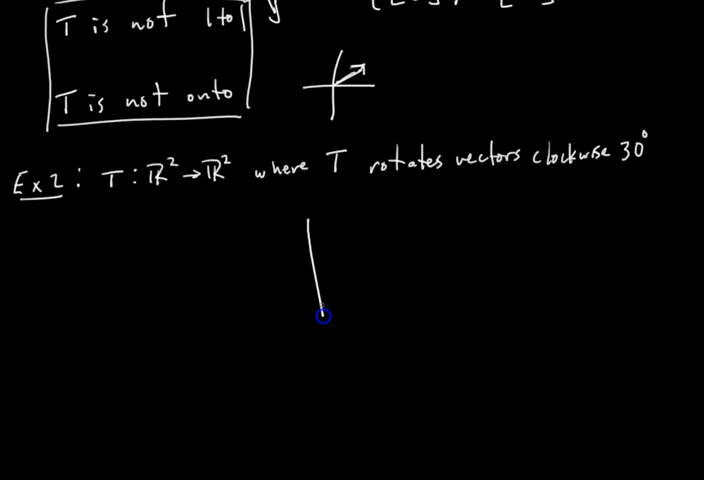 T is not 1to1
T is not onto
Ex2: T: ℝ² → ℝ² where T rotates vectors clockwise 30°